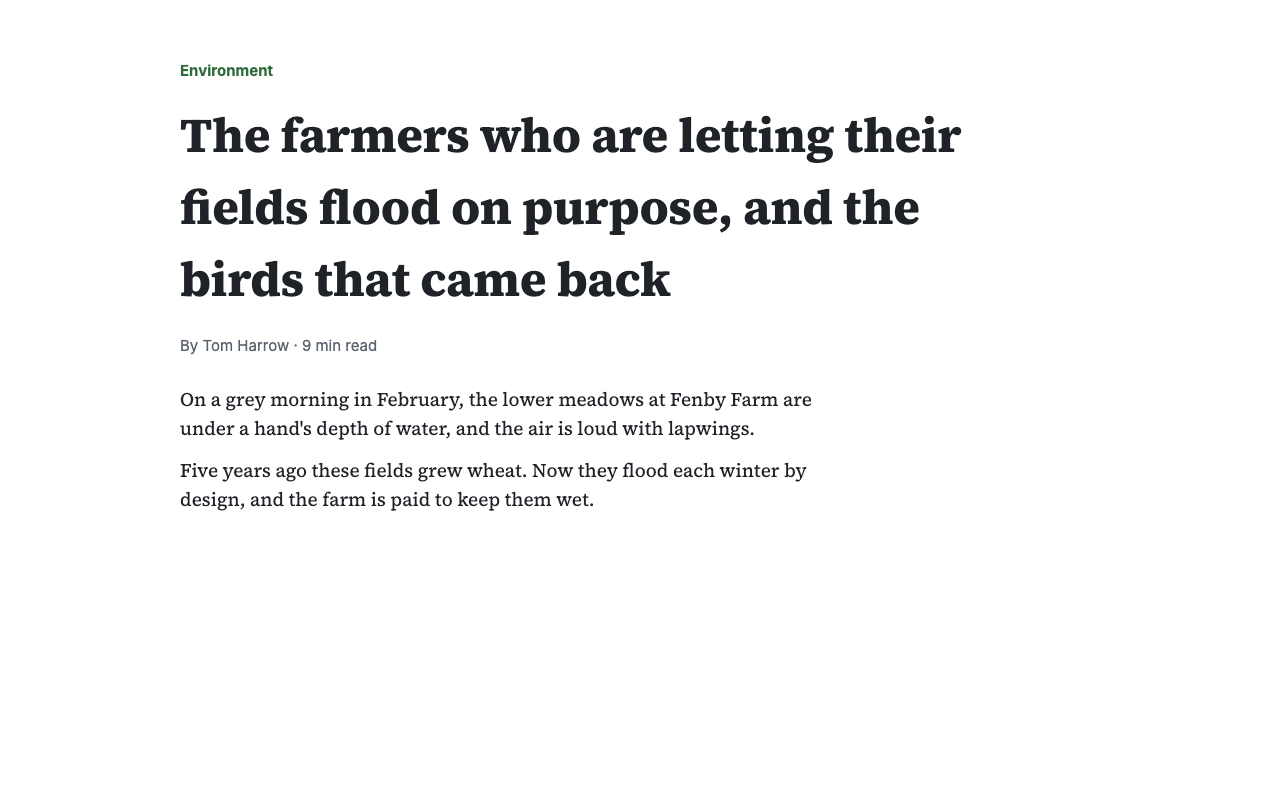 Environment
The farmers who are letting their
fields flood on purpose, and the
birds that came back
By Tom Harrow · 9 min read
On a grey morning in February, the lower meadows at Fenby Farm are
under a hand's depth of water, and the air is loud with lapwings.
Five years ago these fields grew wheat. Now they flood each winter by
design, and the farm is paid to keep them wet.